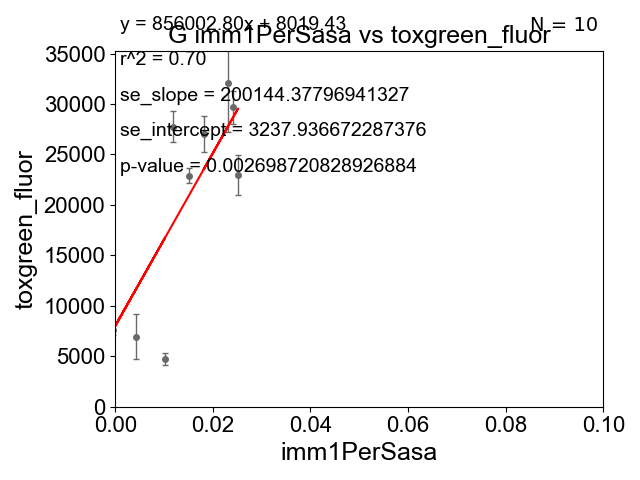 y = 856002.80x + 8019.43
N = 10
G imm1PerSasa vs toxgreen_fluor
r^2 = 0.70
se_slope = 200144.37796941327
se_intercept = 3237.936672287376
p-value = 0.002698720828926884
toxgreen_fluor
35000
30000
25000
20000
15000
10000
5000
0
0.00
0.02
0.04
0.06
0.08
0.10
imm1PerSasa